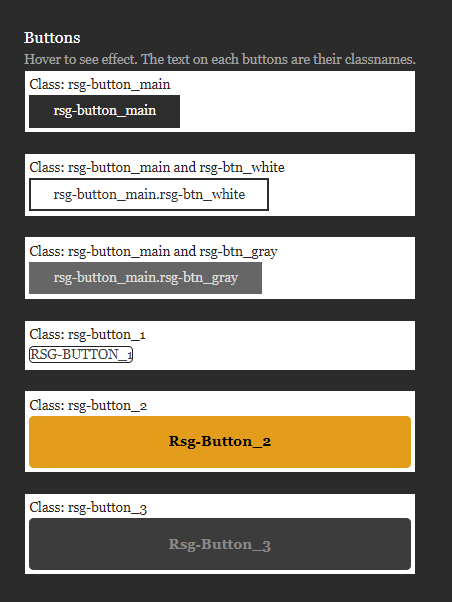 Buttons
Hover to see effect. The text on each buttons are their classnames.
Class: rsg-button_main
rsg-button_main
Class: rsg-button_main and rsg-btn_white
rsg-button_main.rsg-btn_white
Class: rsg-button_main and rsg-btn_gray
rsg-button_main.rsg-btn_gray
Class: rsg-button_1
RSG-BUTTON_1
Class: rsg-button_2
Rsg-Button_2
Class: rsg-button_3
Rsg-Button_3